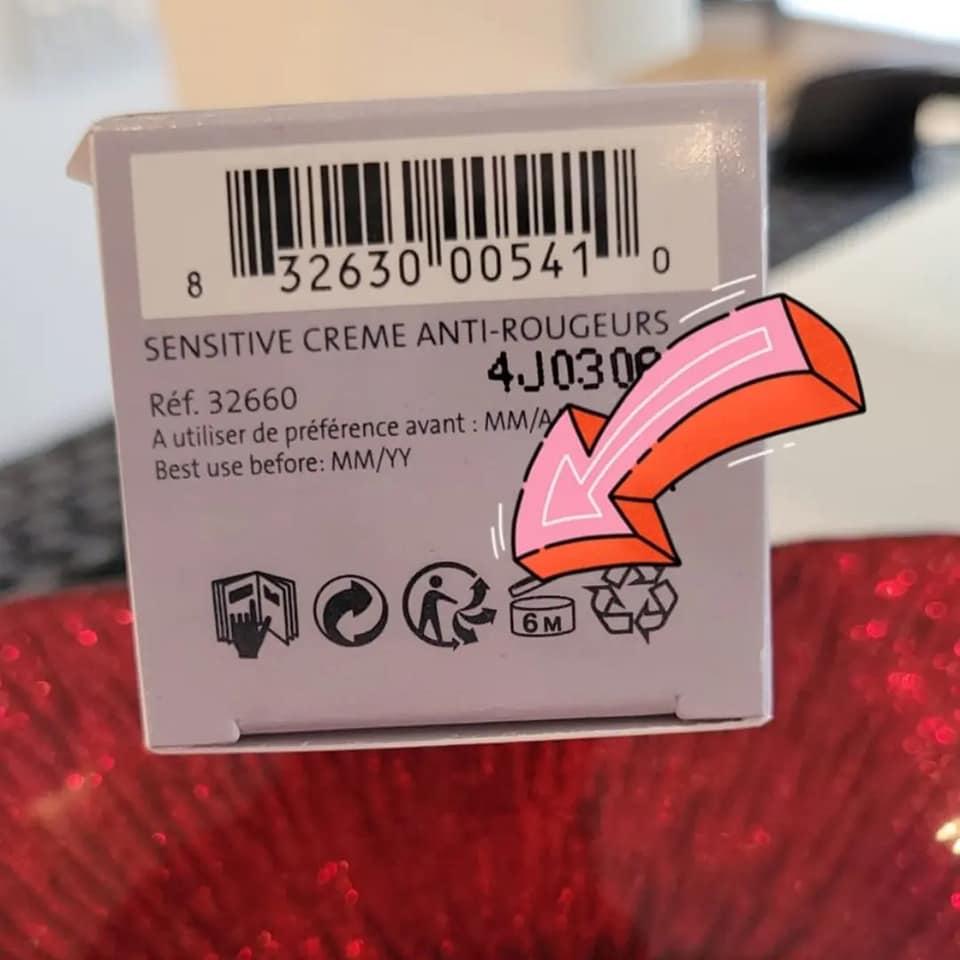 8 32630 00541 0
SENSITIVE CREME ANTI-ROUGEURS
4J030
Réf. 32660
A utiliser de préférence avant : MM/A
Best use before: MM/YY
6M